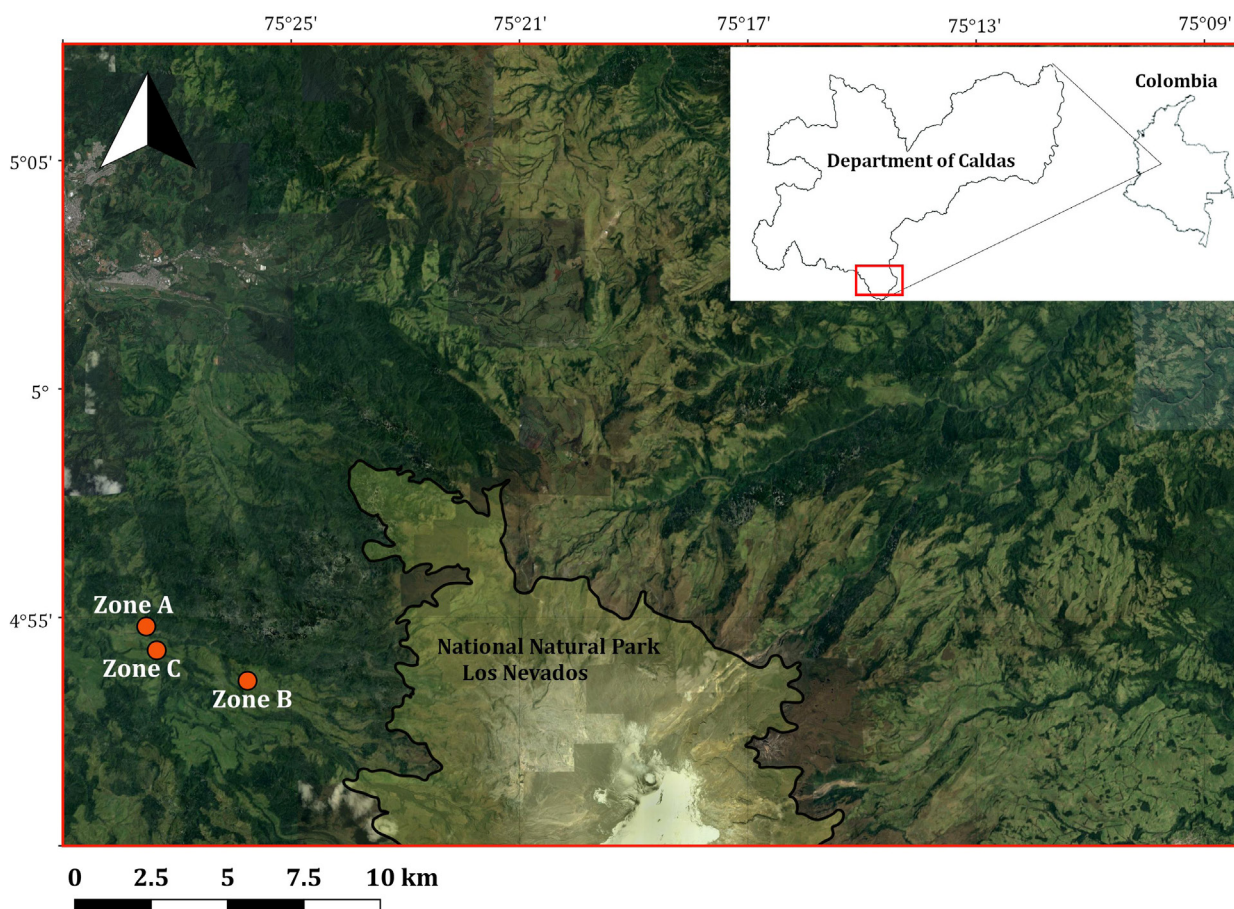 75°25' 75°21' 75°17' 75°13' 75°09'
Colombia
Department of Caldas
5°05'
5°
4°55'
Zone A
Zone C
Zone B
National Natural Park
Los Nevados
0 2.5 5 7.5 10 km